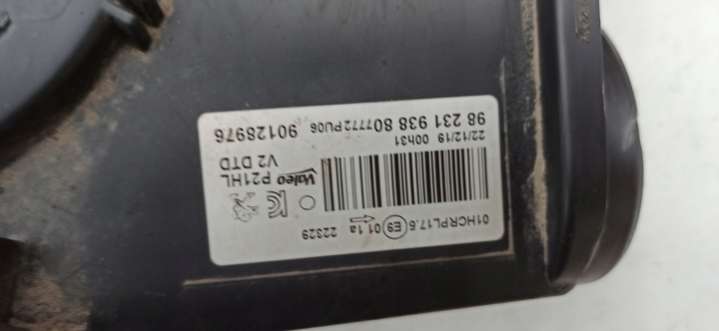 98 231 938 80 7772PU06 90128976
22/12/19 00h31
V2 DTD
Valeo P21HL
01HCRPL17.6 E9 01.1a 22329